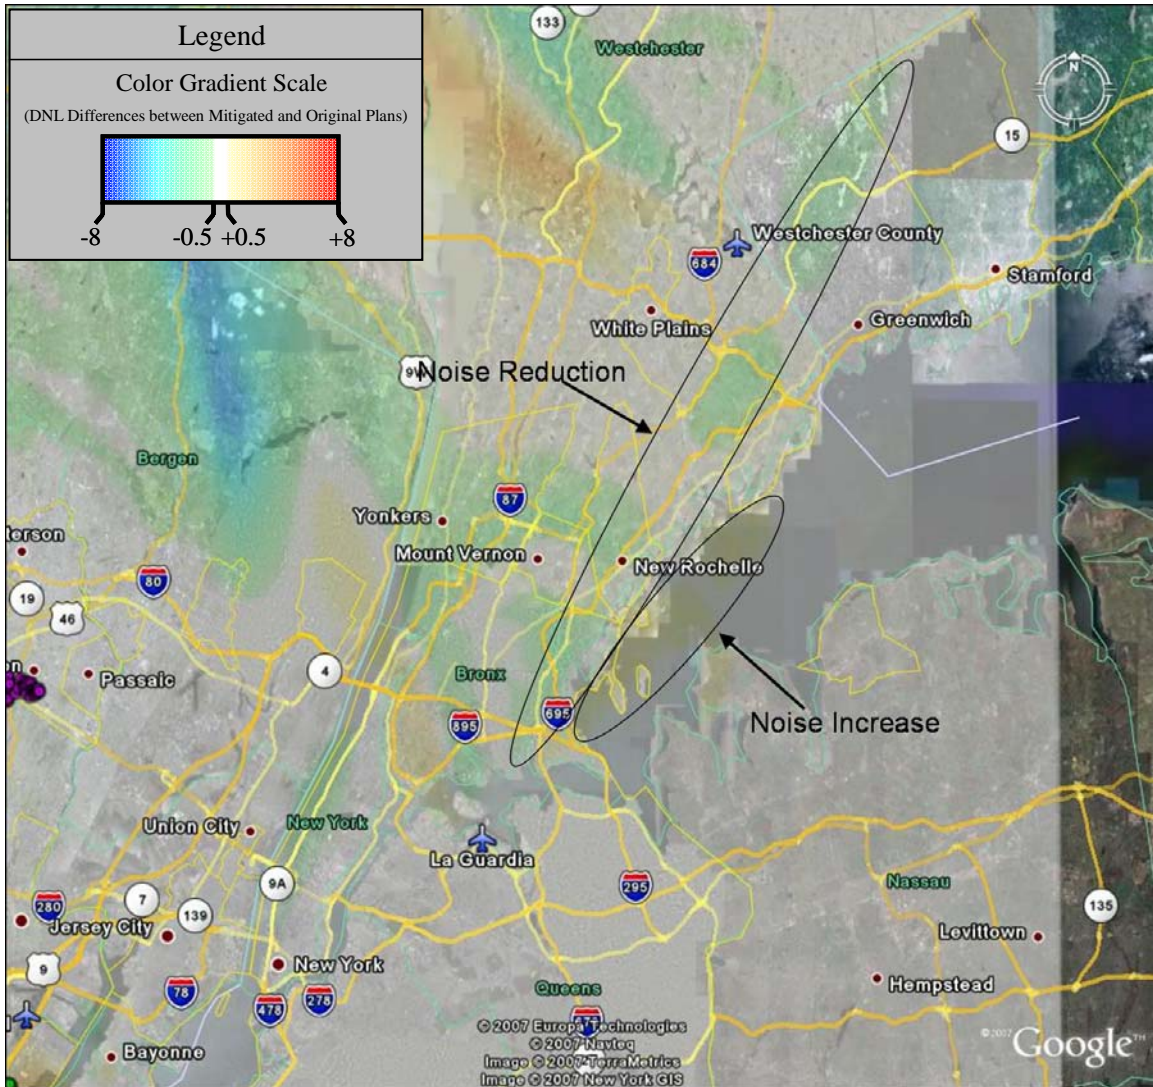 Legend
Color Gradient Scale
(DNL Differences between Mitigated and Original Plans)
-8
-0.5
+0.5
+8
133
Westchester
N
15
Westchester County
684
Stamford
White Plains
Greenwich
Noise Reduction
Bergen
87
Yonkers
Mount Vernon
New Rochelle
terson
80
19
46
4
Passaic
Bronx
895
695
Noise Increase
Union City
New York
La Guardia
9A
280
7
139
295
Nassau
135
Jersey City
Levittown
9
New York
Hempstead
78
478
278
Queens
© 2007 Europa Technologies
© 2007 Navteq
Image © 2007 TerraMetrics
Image © 2007 New York GIS
©2007 Google™
Bayonne